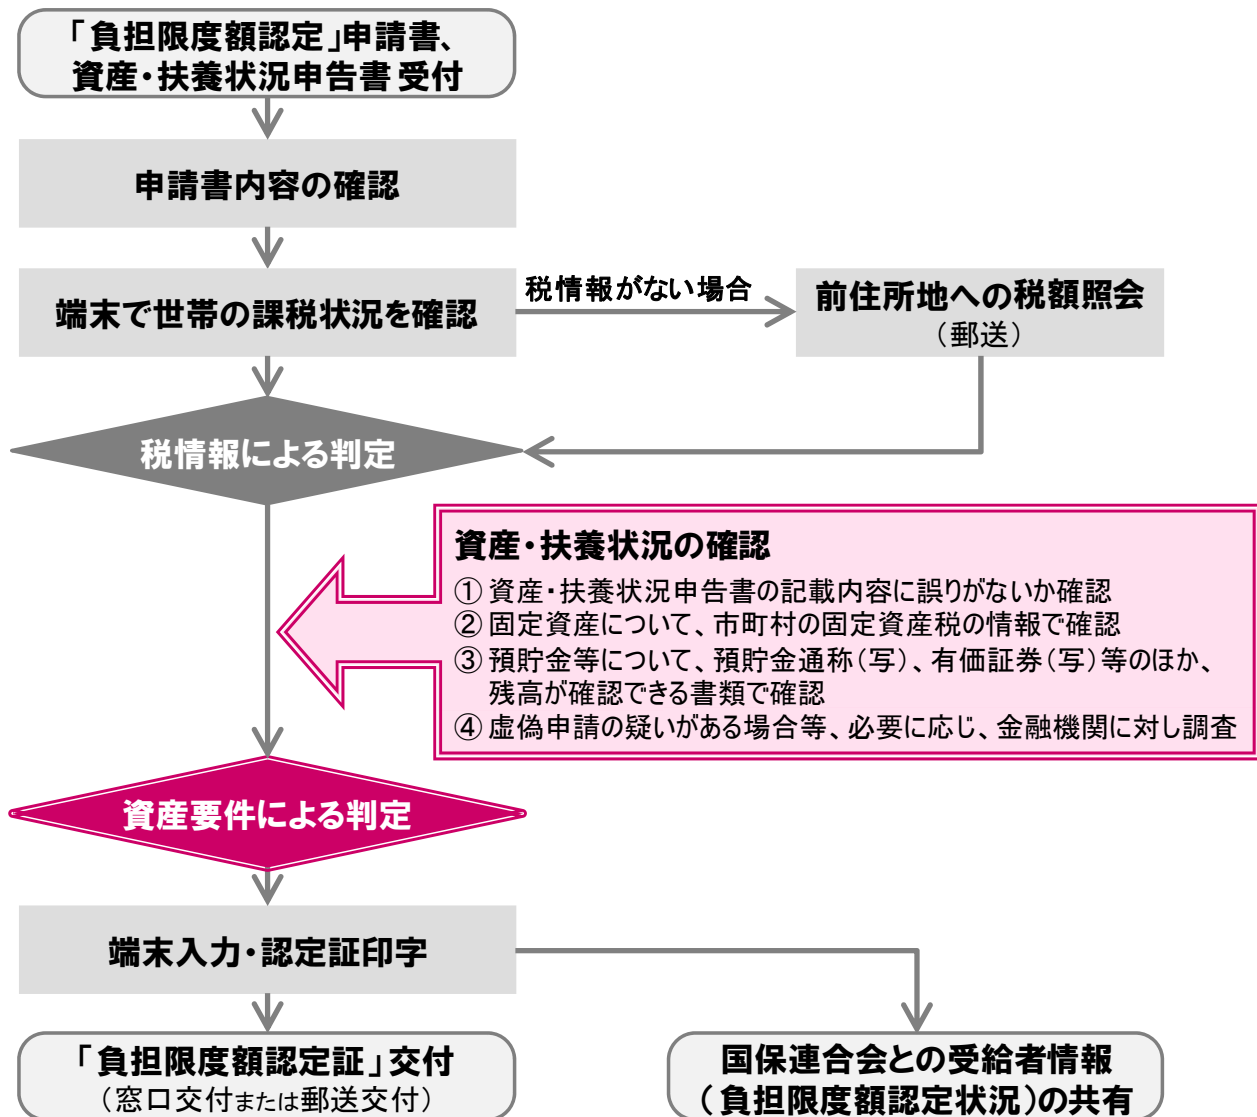 「負担限度額認定」申請書、
資産・扶養状況申告書 受付
申請書内容の確認
端末で世帯の課税状況を確認
税情報がない場合
前住所地への税額照会
（郵送）
税情報による判定
資産・扶養状況の確認
① 資産・扶養状況申告書の記載内容に誤りがないか確認
② 固定資産について、市町村の固定資産税の情報で確認
③ 預貯金等について、預貯金通称（写）、有価証券（写）等のほか、
残高が確認できる書類で確認
④ 虚偽申請の疑いがある場合等、必要に応じ、金融機関に対し調査
資産要件による判定
端末入力・認定証印字
「負担限度額認定証」交付
（窓口交付または郵送交付）
国保連合会との受給者情報
（負担限度額認定状況）の共有